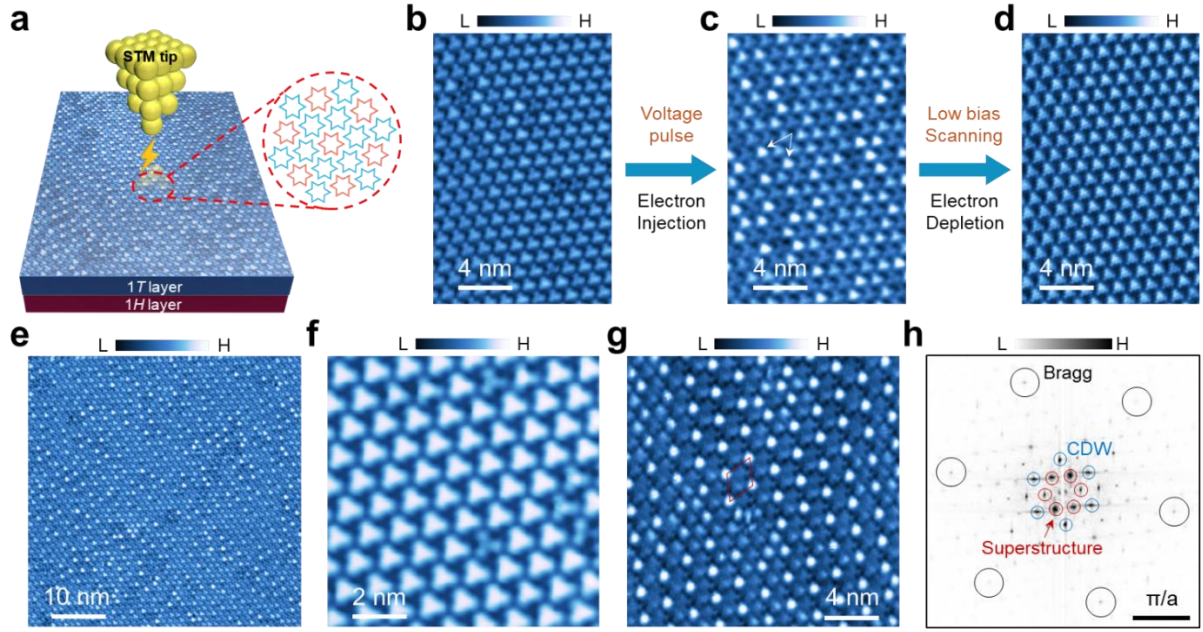 a
STM tip
1T layer
1H layer
b
L H
4 nm
Voltage
pulse
Electron
Injection
c
L H
4 nm
Low bias
Scanning
Electron
Depletion
d
L H
4 nm
e
L H
10 nm
f
L H
2 nm
g
L H
4 nm
h
L H
Bragg
CDW
Superstructure
π/a